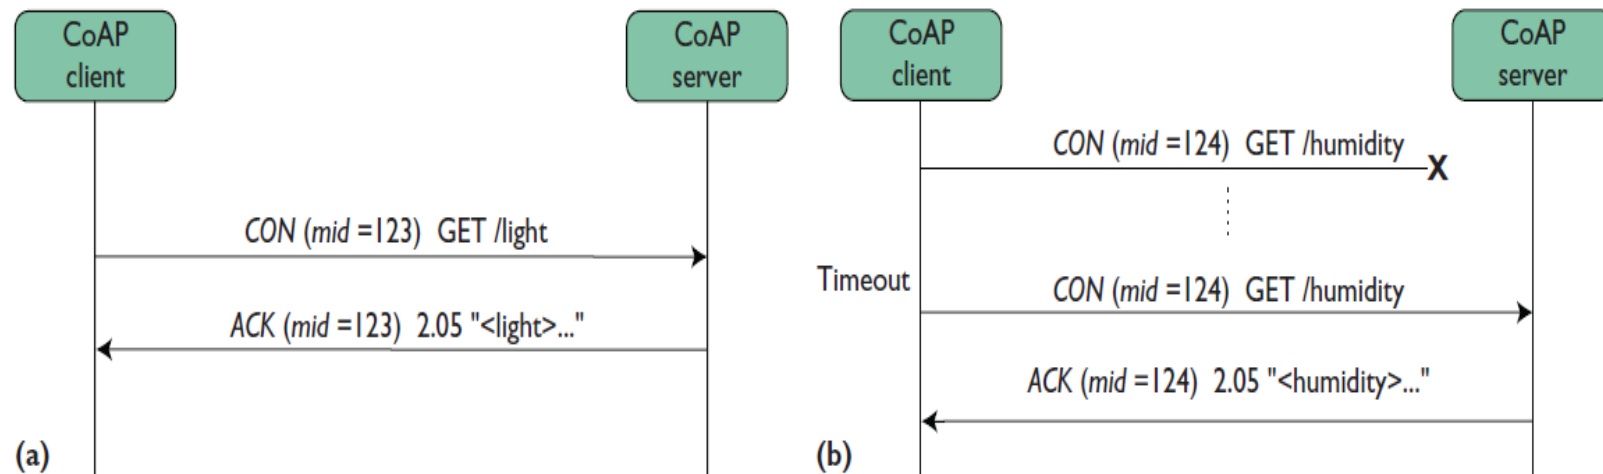 CoAP
client
CoAP
server
CON (mid =123) GET /light
ACK (mid =123) 2.05 "<light>..."
(a)
CoAP
client
CoAP
server
CON (mid =124) GET /humidity
X
Timeout
CON (mid =124) GET /humidity
ACK (mid =124) 2.05 "<humidity>..."
(b)